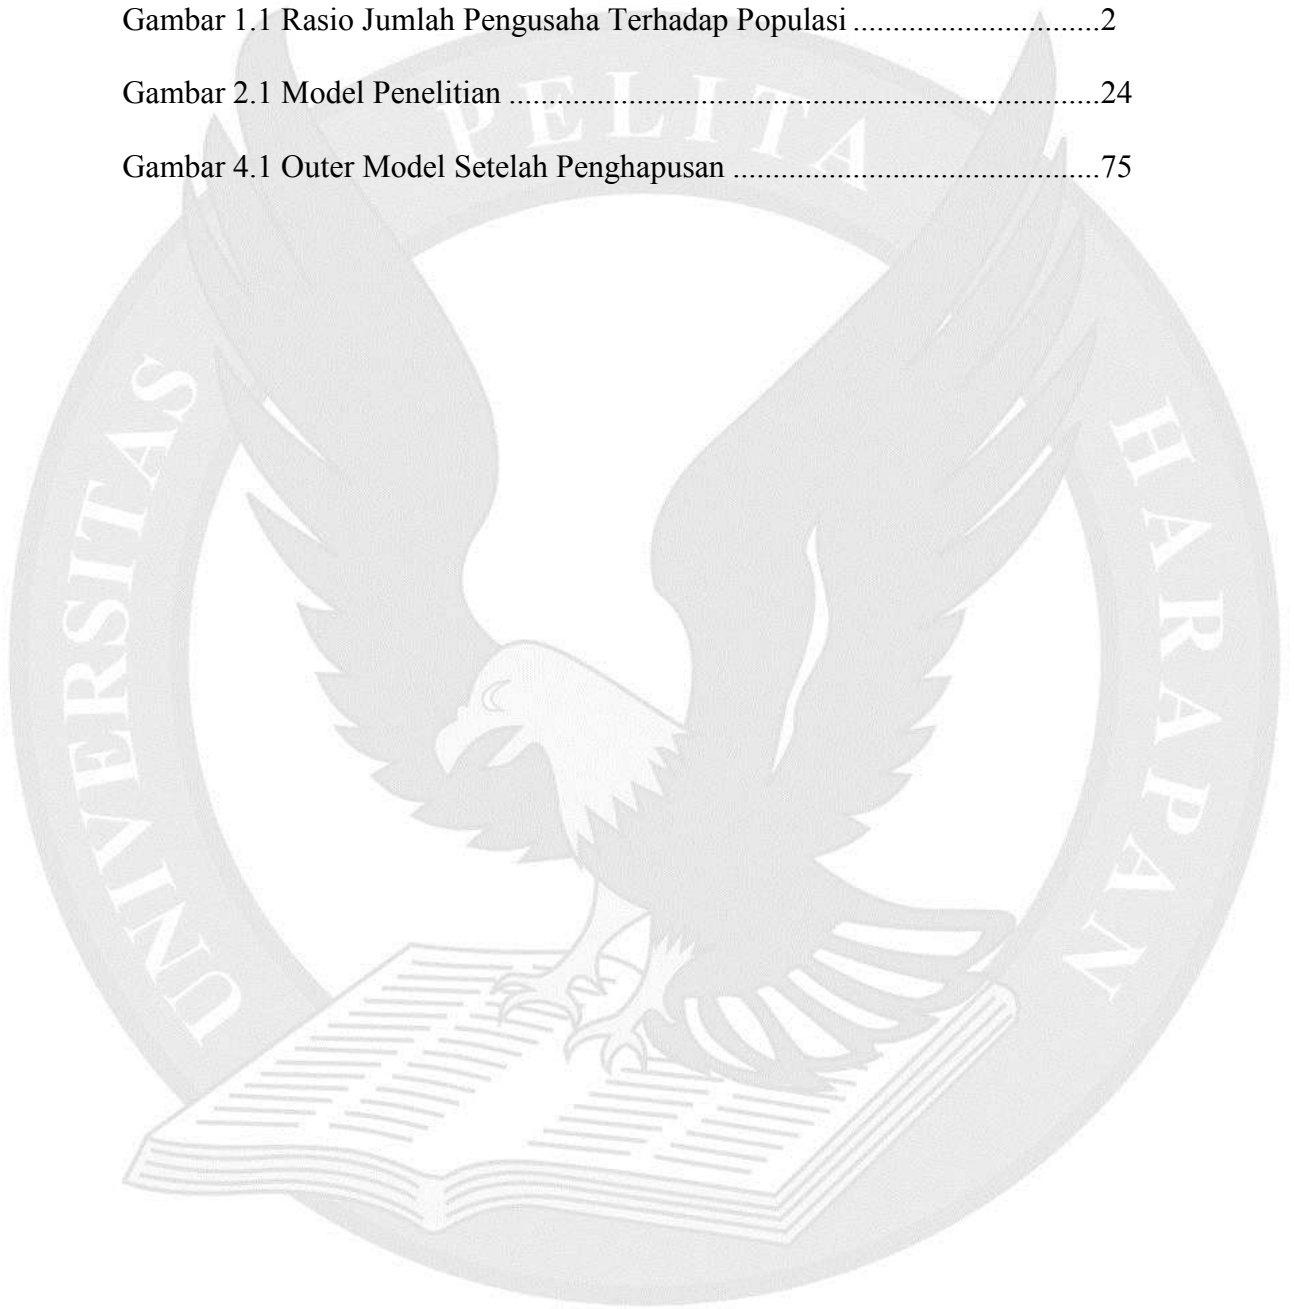 Gambar 1.1 Rasio Jumlah Pengusaha Terhadap Populasi ...............................2
Gambar 2.1 Model Penelitian ..........................................................................24
Gambar 4.1 Outer Model Setelah Penghapusan ..............................................75
UNIVERSITAS PELITA HARAPAN